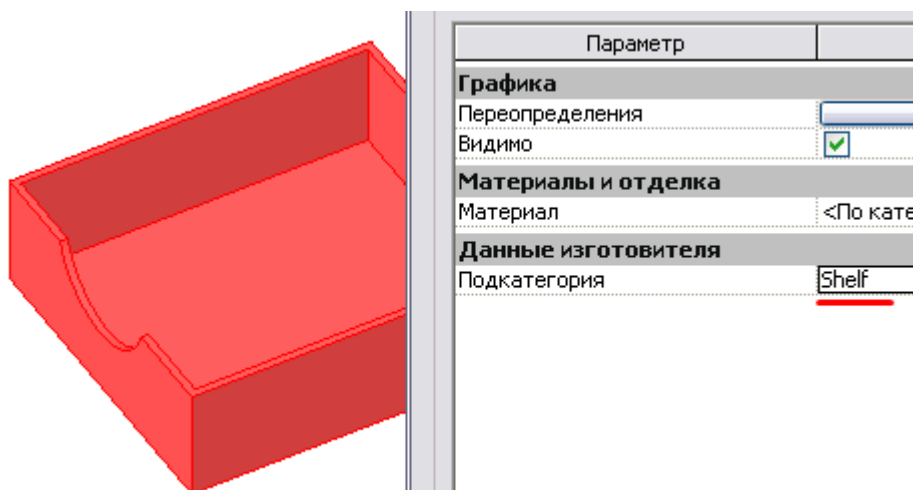 Параметр
Графика
Переопределения
Видимо
Материалы и отделка
Материал <По кате
Данные изготовителя
Подкатегория Shelf